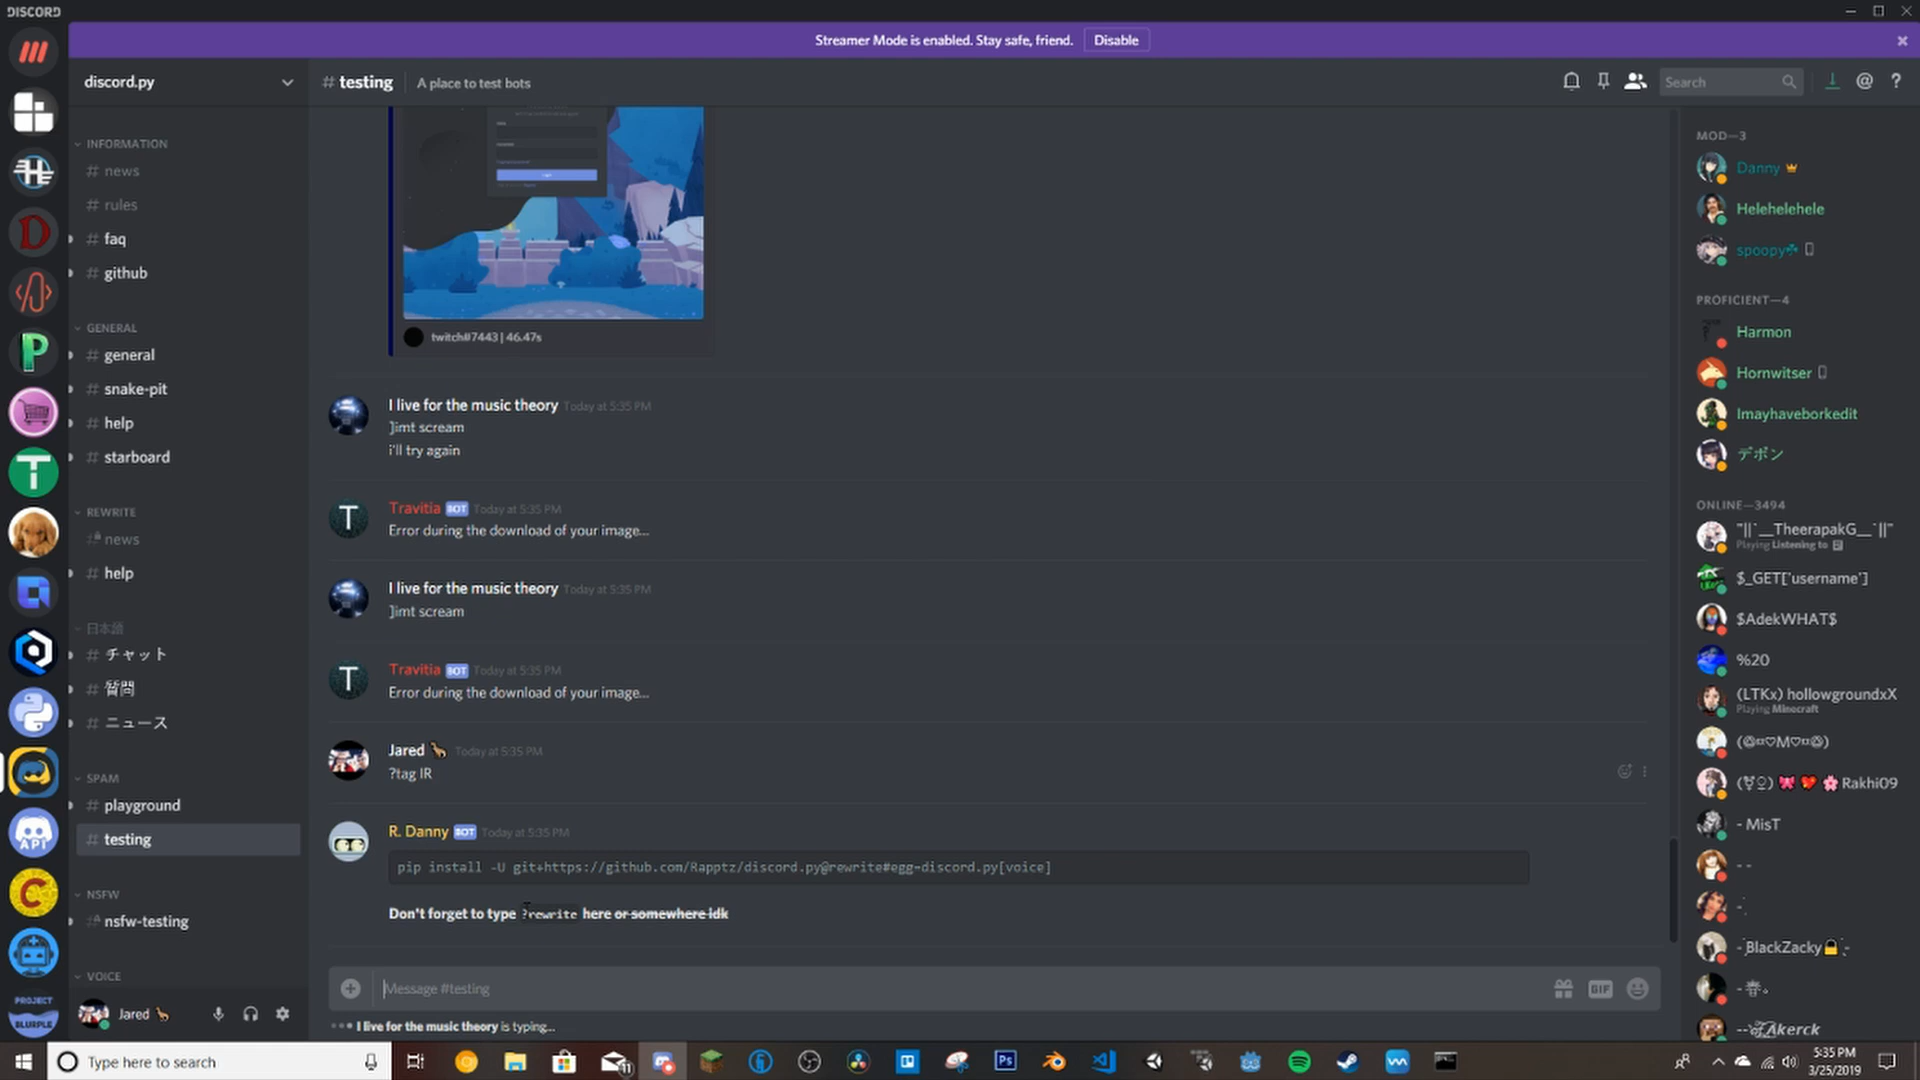 DISCORD
Streamer Mode is enabled. Stay safe, friend. Disable
discord.py
# testing A place to test bots
Search
INFORMATION
# news
# rules
# faq
# github
GENERAL
# general
# snake-pit
# help
# starboard
REWRITE
news
# help
日本語
# チャット
# 質問
# ニュース
SPAM
# playground
# testing
NSFW
nsfw-testing
VOICE
Jared
PROJECT
BLURPLE
API
twitch#7443 | 46.47s
I live for the music theory Today at 5:35 PM
]imt scream
i'll try again
Travitia BOT Today at 5:35 PM
Error during the download of your image...
I live for the music theory Today at 5:35 PM
]imt scream
Travitia BOT Today at 5:35 PM
Error during the download of your image...
Jared Today at 5:35 PM
?tag IR
R. Danny BOT Today at 5:35 PM
pip install -U git+https://github.com/Rapptz/discord.py@rewrite#egg=discord.py[voice]
Don't forget to type ?rewrite here or somewhere idk
Message #testing
GIF
I live for the music theory is typing...
MOD—3
Danny
Helehelehele
spoopy
PROFICIENT—4
Harmon
Hornwitser
Imayhaveborkedit
デボン
ONLINE—3494
"||`__TheerapakG__`||"
Playing Listening to
$_GET['username']
$AdekWHAT$
%20
(LTKx) hollowgroundxX
Playing Minecraft
Rakhi09
- MisT
- -
BlackZacky
Akerck
Type here to search
11
Ps
5:35 PM
3/25/2019